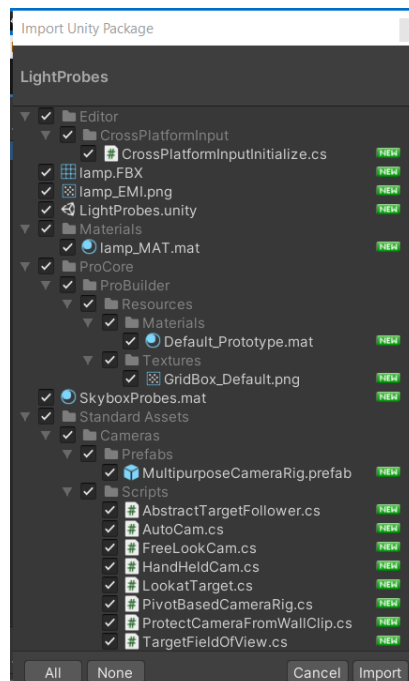 Import Unity Package
LightProbes
Editor
CrossPlatformInput
CrossPlatformInputInitialize.cs NEW
lamp.FBX NEW
lamp_EMI.png NEW
LightProbes.unity NEW
Materials
lamp_MAT.mat NEW
ProCore
ProBuilder
Resources
Materials
Default_Prototype.mat NEW
Textures
GridBox_Default.png NEW
SkyboxProbes.mat NEW
Standard Assets
Cameras
Prefabs
MultipurposeCameraRig.prefab NEW
Scripts
AbstractTargetFollower.cs NEW
AutoCam.cs NEW
FreeLookCam.cs NEW
HandHeldCam.cs NEW
LookatTarget.cs NEW
PivotBasedCameraRig.cs NEW
ProtectCameraFromWallClip.cs NEW
TargetFieldOfView.cs NEW
All None Cancel Import